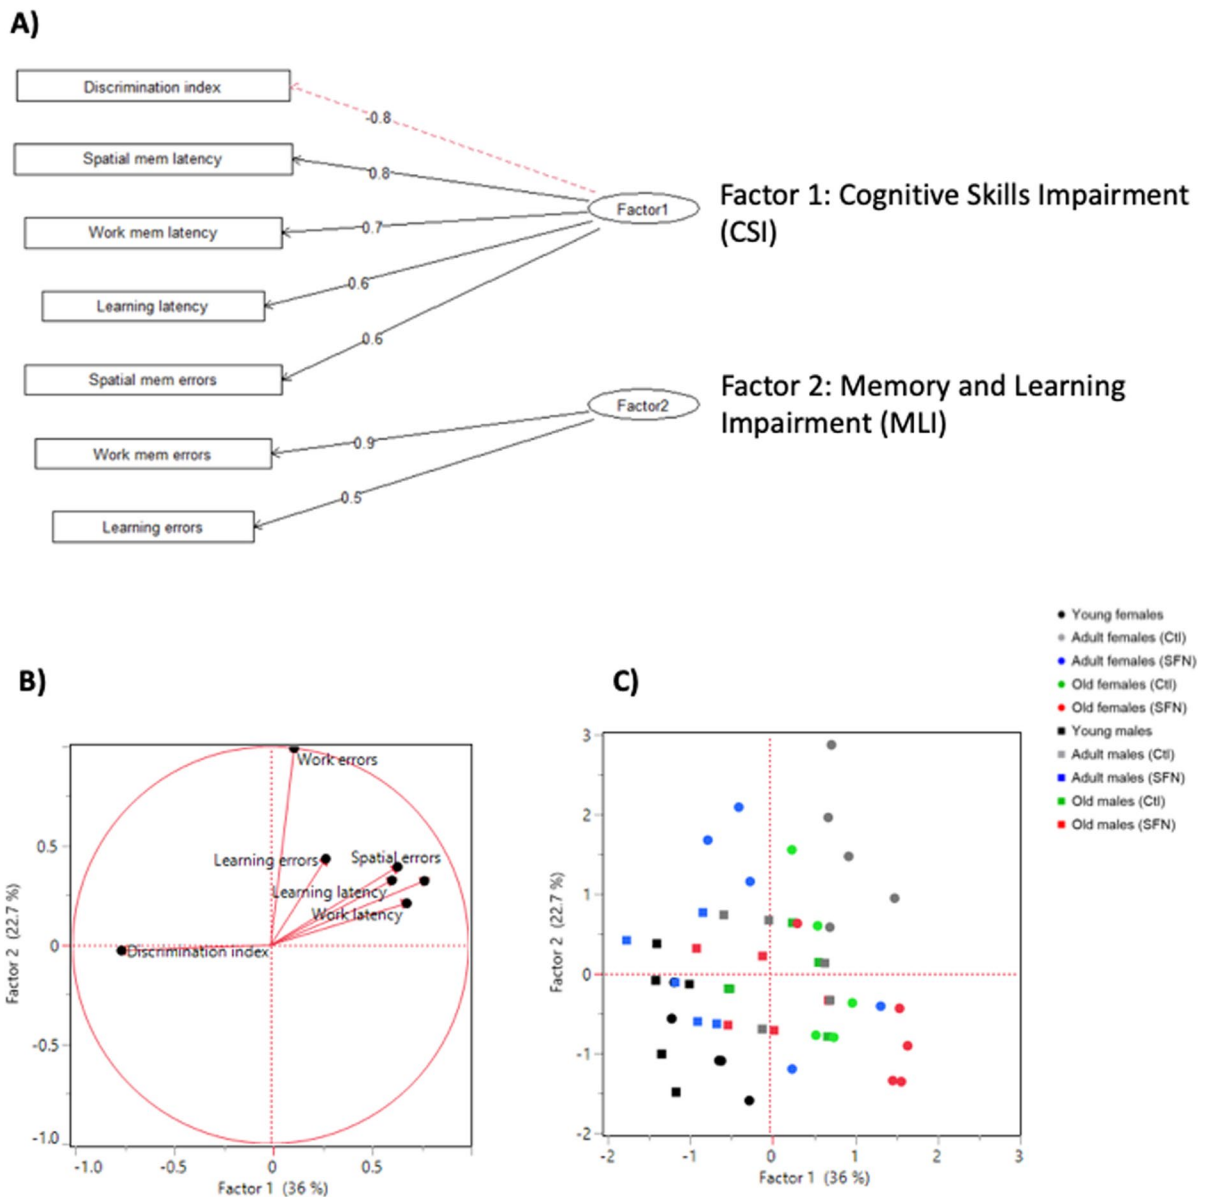 A)
Discrimination index
-0.8
Spatial mem latency
0.8
Factor1
Factor 1: Cognitive Skills Impairment
(CSI)
Work mem latency
0.7
Learning latency
0.6
0.6
Spatial mem errors
Factor2
Factor 2: Memory and Learning
Impairment (MLI)
Work mem errors
0.9
Learning errors
0.5
Young females
Adult females (Ctl)
Adult females (SFN)
Old females (Ctl)
Old females (SFN)
Young males
Adult males (Ctl)
Adult males (SFN)
Old males (Ctl)
Old males (SFN)
B)
Work errors
Learning errors
Spatial errors
Learning latency
Work latency
Discrimination index
0.5
0
-0.5
-1.0
Factor 2 (22.7 %)
-1.0 -0.5 0 0.5
Factor 1 (36 %)
C)
3
2
1
0
-1
-2
Factor 2 (22.7 %)
-2 -1 0 1 2 3
Factor 1 (36 %)